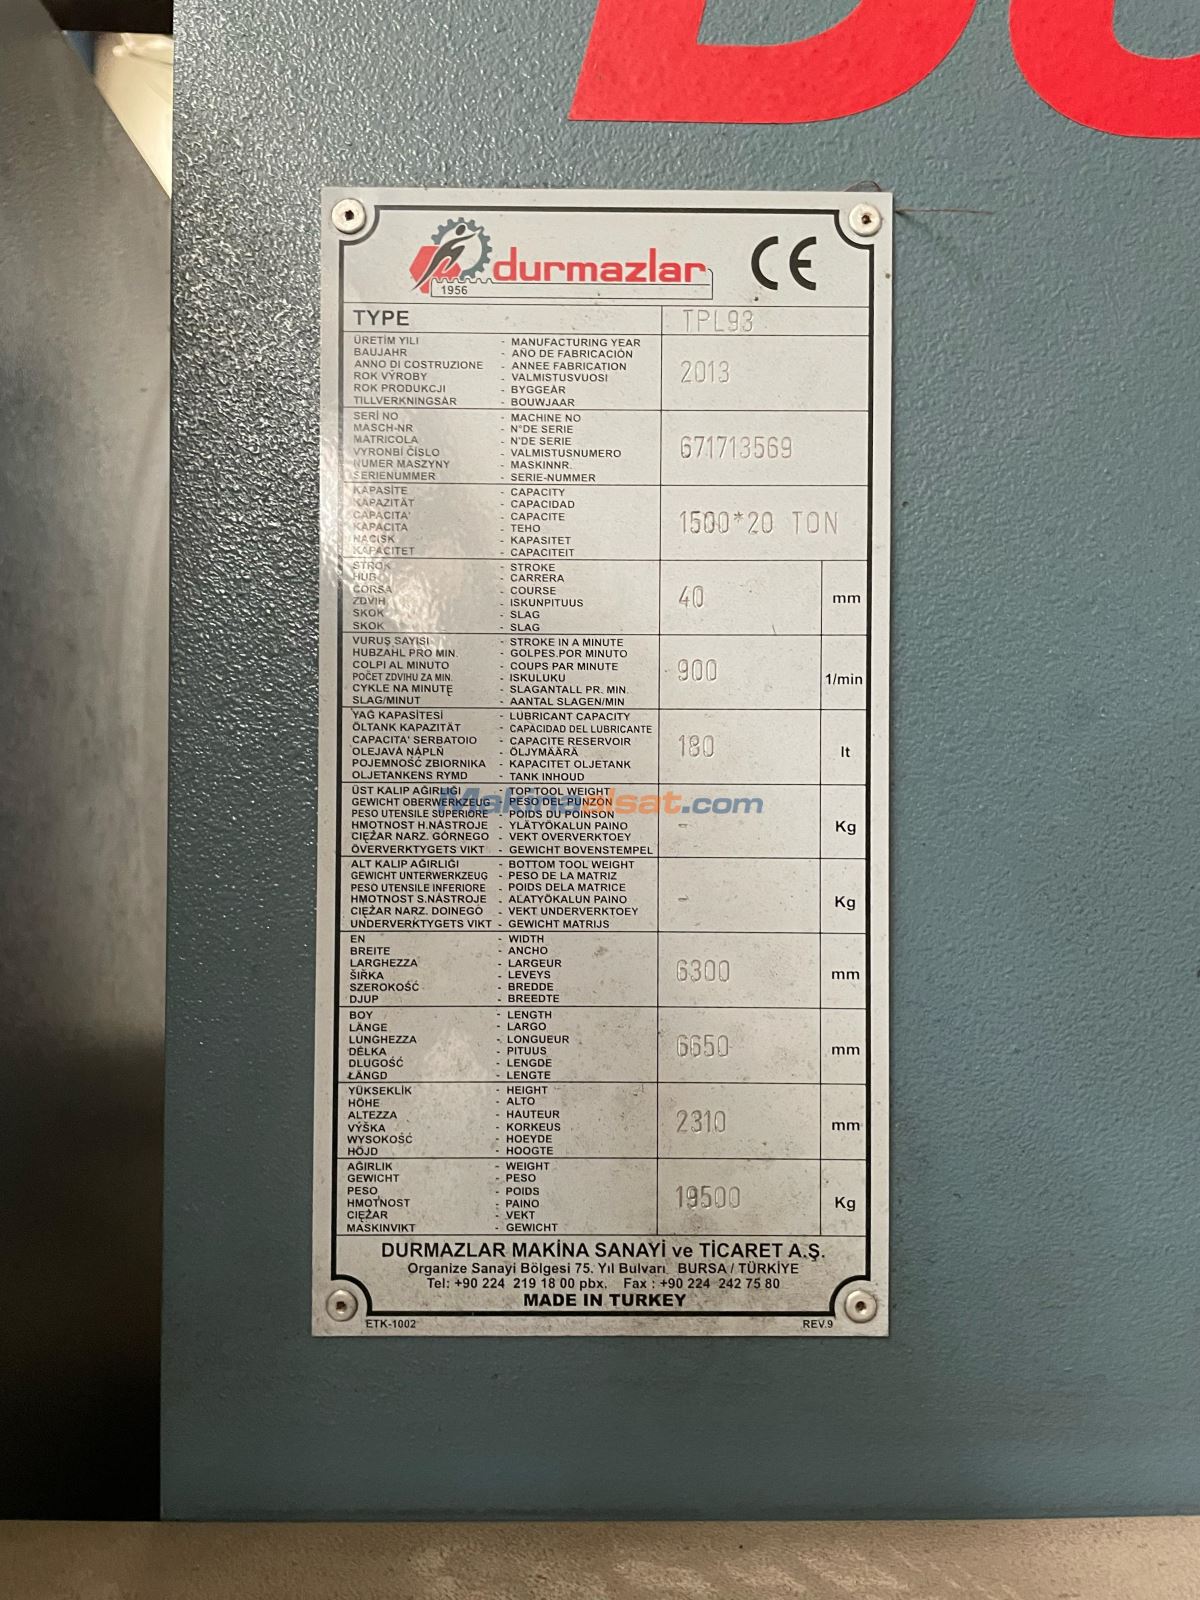 DU
durmazlar
1956
CE
TYPE TPL93
ÜRETİM YILI - MANUFACTURING YEAR
BAUJAHR - AÑO DE FABRICACIÓN
ANNO DI COSTRUZIONE - ANNEE FABRICATION
ROK VÝROBY - VALMISTUSVUOSI
ROK PRODUKCJI - BYGGEÅR
TILLVERKNINGSÅR - BOUWJAAR
2013
SERİ NO - MACHINE NO
MASCH-NR - N°DE SERIE
MATRICOLA - N'DE SERIE
VYRONBÍ ČÍSLO - VALMISTUSNUMERO
NUMER MASZYNY - MASKINNR.
SERIENUMMER - SERIE-NUMMER
671713569
KAPASİTE - CAPACITY
KAPAZITÄT - CAPACIDAD
CAPACITA' - CAPACITE
KAPACITA - TEHO
NACISK - KAPASITET
KAPACITET - CAPACITEIT
1500*20 TON
STROK - STROKE
HUB - CARRERA
CORSA - COURSE
ZDVIH - ISKUNPITUUS
SKOK - SLAG
SKOK - SLAG
40 mm
VURUŞ SAYISI - STROKE IN A MINUTE
HUBZAHL PRO MIN. - GOLPES.POR MINUTO
COLPI AL MINUTO - COUPS PAR MINUTE
POČET ZDVIHU ZA MIN. - ISKULUKU
CYKLE NA MINUTĘ - SLAGANTALL PR. MIN.
SLAG/MINUT - AANTAL SLAGEN/MIN
900 1/min
YAĞ KAPASİTESİ - LUBRICANT CAPACITY
ÖLTANK KAPAZITÄT - CAPACIDAD DEL LUBRICANTE
CAPACITA' SERBATOIO - CAPACITE RESERVOIR
OLEJAVÁ NÁPLŇ - ÖLJYMÄÄRÄ
POJEMNOŚĆ ZBIORNIKA - KAPACITET OLJETANK
OLJETANKENS RYMD - TANK INHOUD
180 lt
ÜST KALIP AĞIRLIĞI - TOP TOOL WEIGHT
GEWICHT OBERWERKZEUG - PESO DEL PUNZÓN
PESO UTENSILE SUPERIORE - POIDS DU POINSON
HMOTNOST H.NÁSTROJE - YLÄTYÖKALUN PAINO
CIĘŻAR NARZ. GÓRNEGO - VEKT OVERVERKTOEY
ÖVERVERKTYGETS VIKT - GEWICHT BOVENSTEMPEL
- Kg
Makinaalsat.com
ALT KALIP AĞIRLIĞI - BOTTOM TOOL WEIGHT
GEWICHT UNTERWERKZEUG - PESO DE LA MATRIZ
PESO UTENSILE INFERIORE - POIDS DELA MATRICE
HMOTNOST S.NÁSTROJE - ALATYÖKALUN PAINO
CIĘŻAR NARZ. DOINEGO - VEKT UNDERVERKTOEY
UNDERVERKTYGETS VIKT - GEWICHT MATRIJS
- Kg
EN - WIDTH
BREITE - ANCHO
LARGHEZZA - LARGEUR
ŠIŘKA - LEVEYS
SZEROKOŚĆ - BREDDE
DJUP - BREEDTE
6300 mm
BOY - LENGTH
LÄNGE - LARGO
LUNGHEZZA - LONGUEUR
DÉLKA - PITUUS
DLUGOŚĆ - LENGDE
LÄNGD - LENGTE
6650 mm
YÜKSEKLİK - HEIGHT
HÖHE - ALTO
ALTEZZA - HAUTEUR
VÝŠKA - KORKEUS
WYSOKOŚĆ - HOEYDE
HÖJD - HOOGTE
2310 mm
AĞIRLIK - WEIGHT
GEWICHT - PESO
PESO - POIDS
HMOTNOST - PAINO
CIĘŻAR - VEKT
MASKINVIKT - GEWICHT
19500 Kg
DURMAZLAR MAKİNA SANAYİ ve TİCARET A.Ş.
Organize Sanayi Bölgesi 75. Yıl Bulvarı BURSA / TÜRKİYE
Tel: +90 224 219 18 00 pbx. Fax : +90 224 242 75 80
MADE IN TURKEY
ETK-1002 REV.9